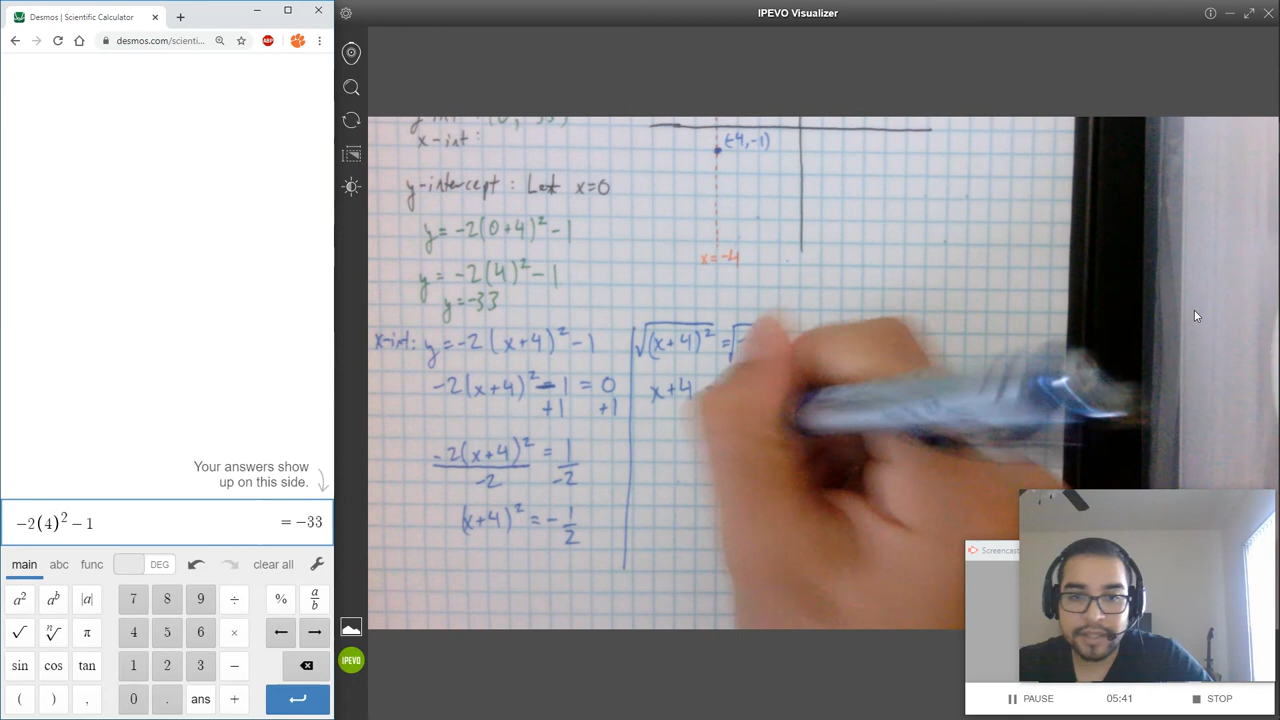 Desmos | Scientific Calculator
desmos.com/scienti...
IPEVO Visualizer
x-int:
(-4,-1)
y-intercept: Let x=0
y=-2(0+4)²-1
y=-2(4)²-1
y=-33
x=-4
x-int: y=-2(x+4)²-1
-2(x+4)²-1=0
+1 +1
-2(x+4)² = 1
-2 -2
(x+4)² = - 1/2
√(x+4)² = √-
x+4
Your answers show
up on this side.
-2(4)²-1
=-33
main abc func DEG clear all
a² aᵇ |a| 7 8 9 ÷ % a/b
√ ⁿ√ π 4 5 6 × ← →
sin cos tan 1 2 3 −
( ) , 0 . ans +
ABP
IPEVO
Screencast
PAUSE 05:41 STOP